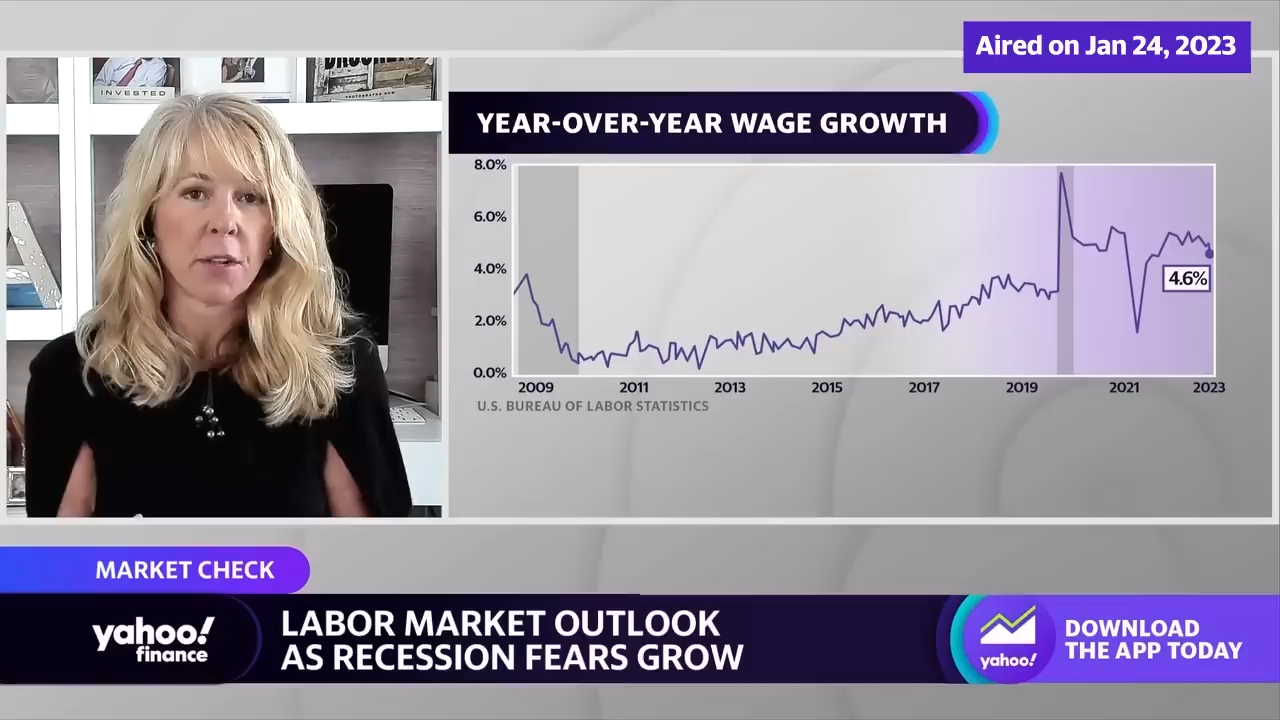 Aired on Jan 24, 2023
INVESTED
BROOKLYN
YEAR-OVER-YEAR WAGE GROWTH
8.0%
6.0%
4.0%
2.0%
0.0%
4.6%
2009 2011 2013 2015 2017 2019 2021 2023
U.S. BUREAU OF LABOR STATISTICS
MARKET CHECK
yahoo!
finance
LABOR MARKET OUTLOOK
AS RECESSION FEARS GROW
yahoo!
DOWNLOAD
THE APP TODAY